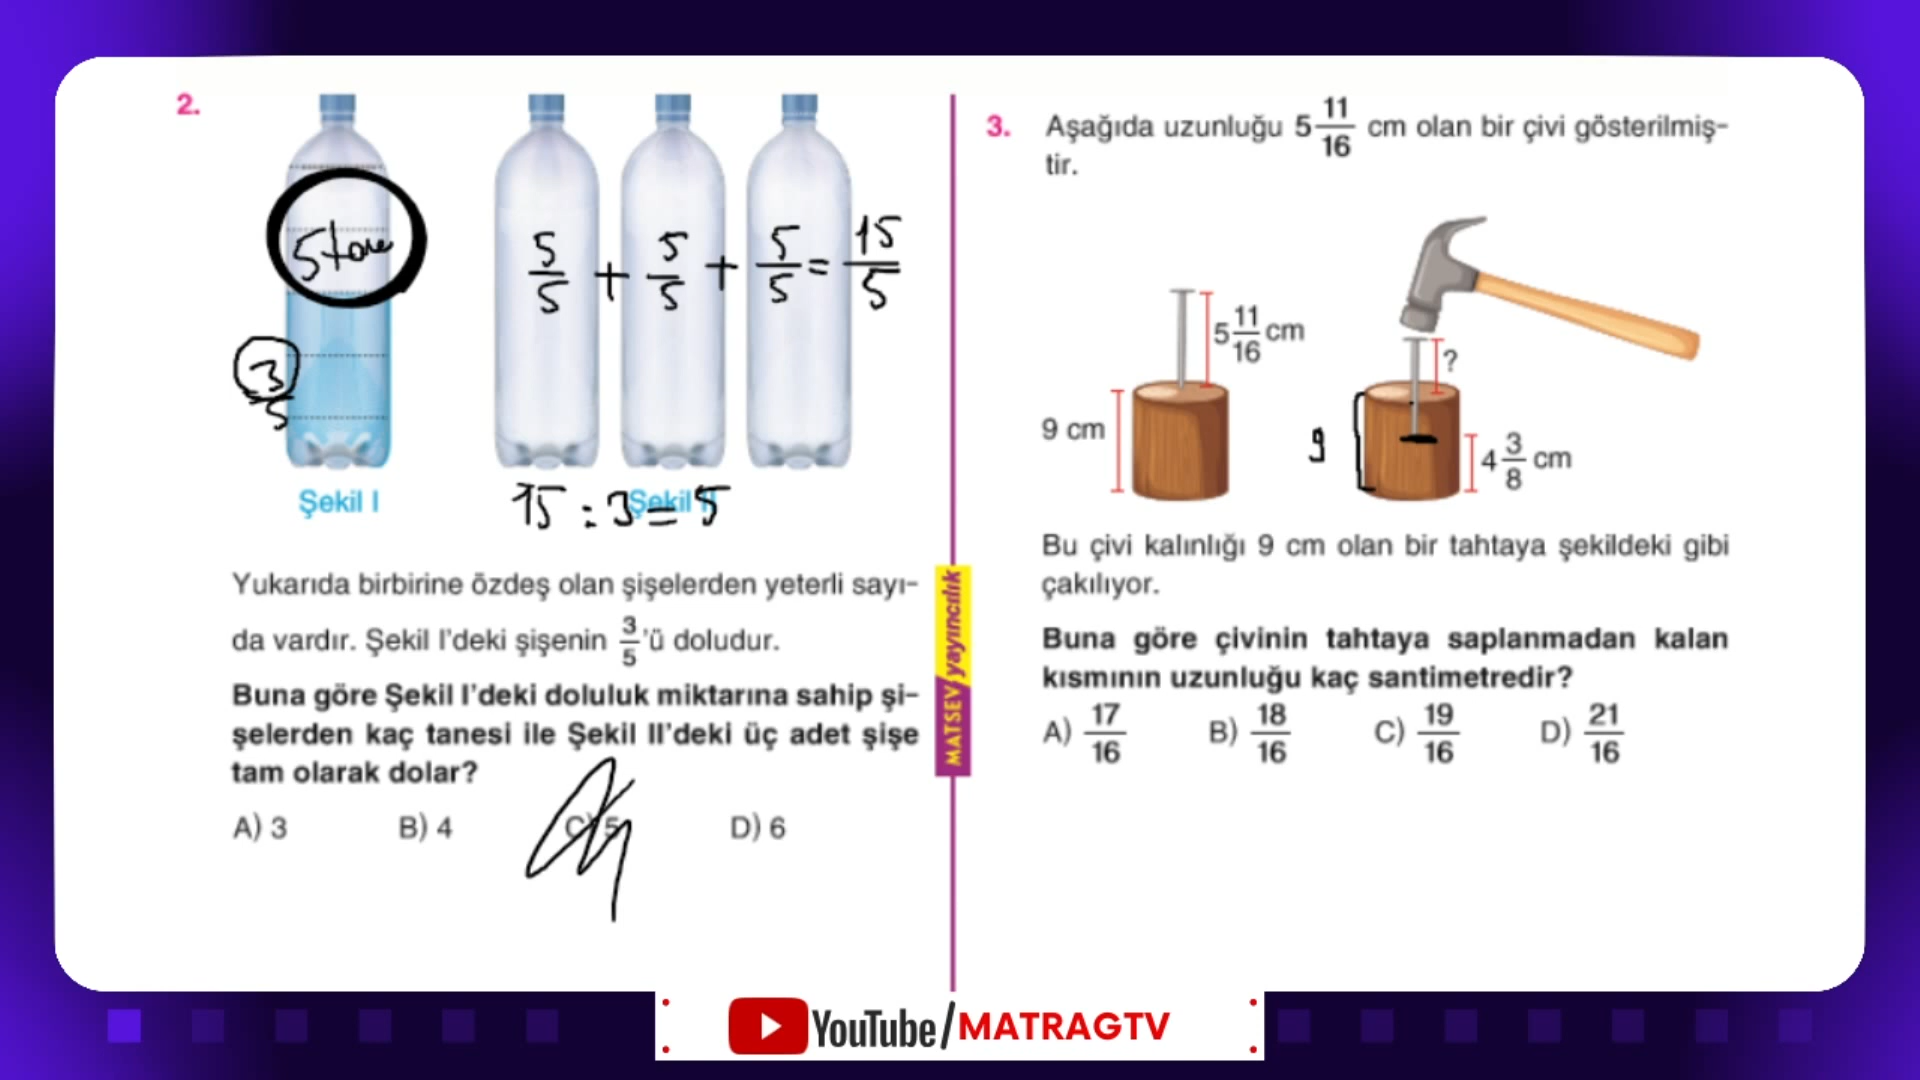 2.
5 tane
3
5
5/5 + 5/5 + 5/5 = 15/5
Şekil I
Şekil II
15 : 3 = 5
Yukarıda birbirine özdeş olan şişelerden yeterli sayı-
da vardır. Şekil I'deki şişenin 3/5 'ü doludur.
Buna göre Şekil I'deki doluluk miktarına sahip şi-
şelerden kaç tanesi ile Şekil II'deki üç adet şişe
tam olarak dolar?
A) 3 B) 4 C) 5 D) 6
MATSEV yayıncılık
3. Aşağıda uzunluğu 5 11/16 cm olan bir çivi gösterilmiş-
tir.
5 11/16 cm
?
9 cm
9
4 3/8 cm
Bu çivi kalınlığı 9 cm olan bir tahtaya şekildeki gibi
çakılıyor.
Buna göre çivinin tahtaya saplanmadan kalan
kısmının uzunluğu kaç santimetredir?
A) 17/16 B) 18/16 C) 19/16 D) 21/16
YouTube/MATRAGTV